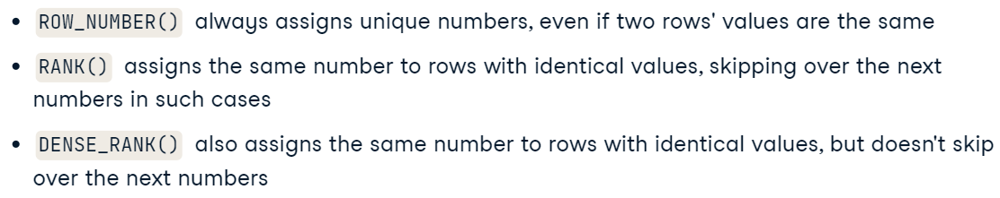 • ROW_NUMBER() always assigns unique numbers, even if two rows' values are the same
• RANK() assigns the same number to rows with identical values, skipping over the next
numbers in such cases
• DENSE_RANK() also assigns the same number to rows with identical values, but doesn't skip
over the next numbers